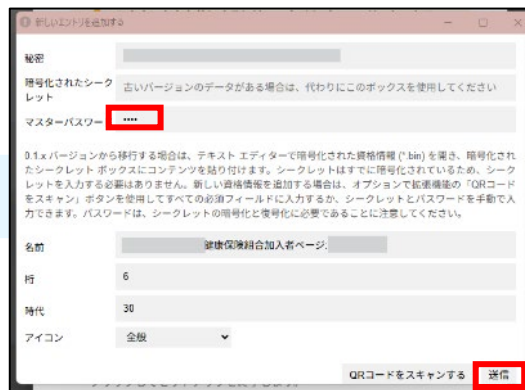 新しいエントリを追加する
秘密
暗号化されたシークレット
古いバージョンのデータがある場合は、代わりにこのボックスを使用してください
マスターパスワー
....
0.1.x バージョンから移行する場合は、テキスト エディターで暗号化された資格情報 (*.bin) を開き、暗号化され
たシークレット ボックスにコンテンツを貼り付けます。シークレットはすでに暗号化されているため、シーク
レットを入力する必要はありません。新しい資格情報を追加する場合は、オプションで拡張機能の「QRコード
をスキャン」ボタンを使用してすべての必須フィールドに入力するか、シークレットとパスワードを手動で入
力できます。パスワードは、シークレットの暗号化と復号化に必要であることに注意してください。
名前
健康保険組合加入者ページ:
桁
6
時代
30
アイコン
全般
QRコードをスキャンする
送信